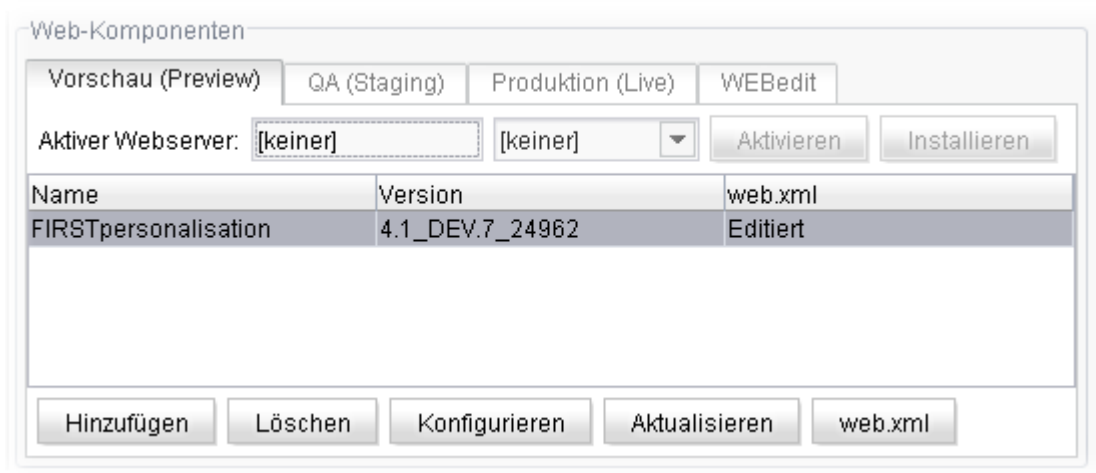 Web-Komponenten
Vorschau (Preview) QA (Staging) Produktion (Live) WEBedit
Aktiver Webserver: [keiner] [keiner] Aktivieren Installieren
Name Version web.xml
FIRSTpersonalisation 4.1_DEV.7_24962 Editiert
Hinzufügen Löschen Konfigurieren Aktualisieren web.xml